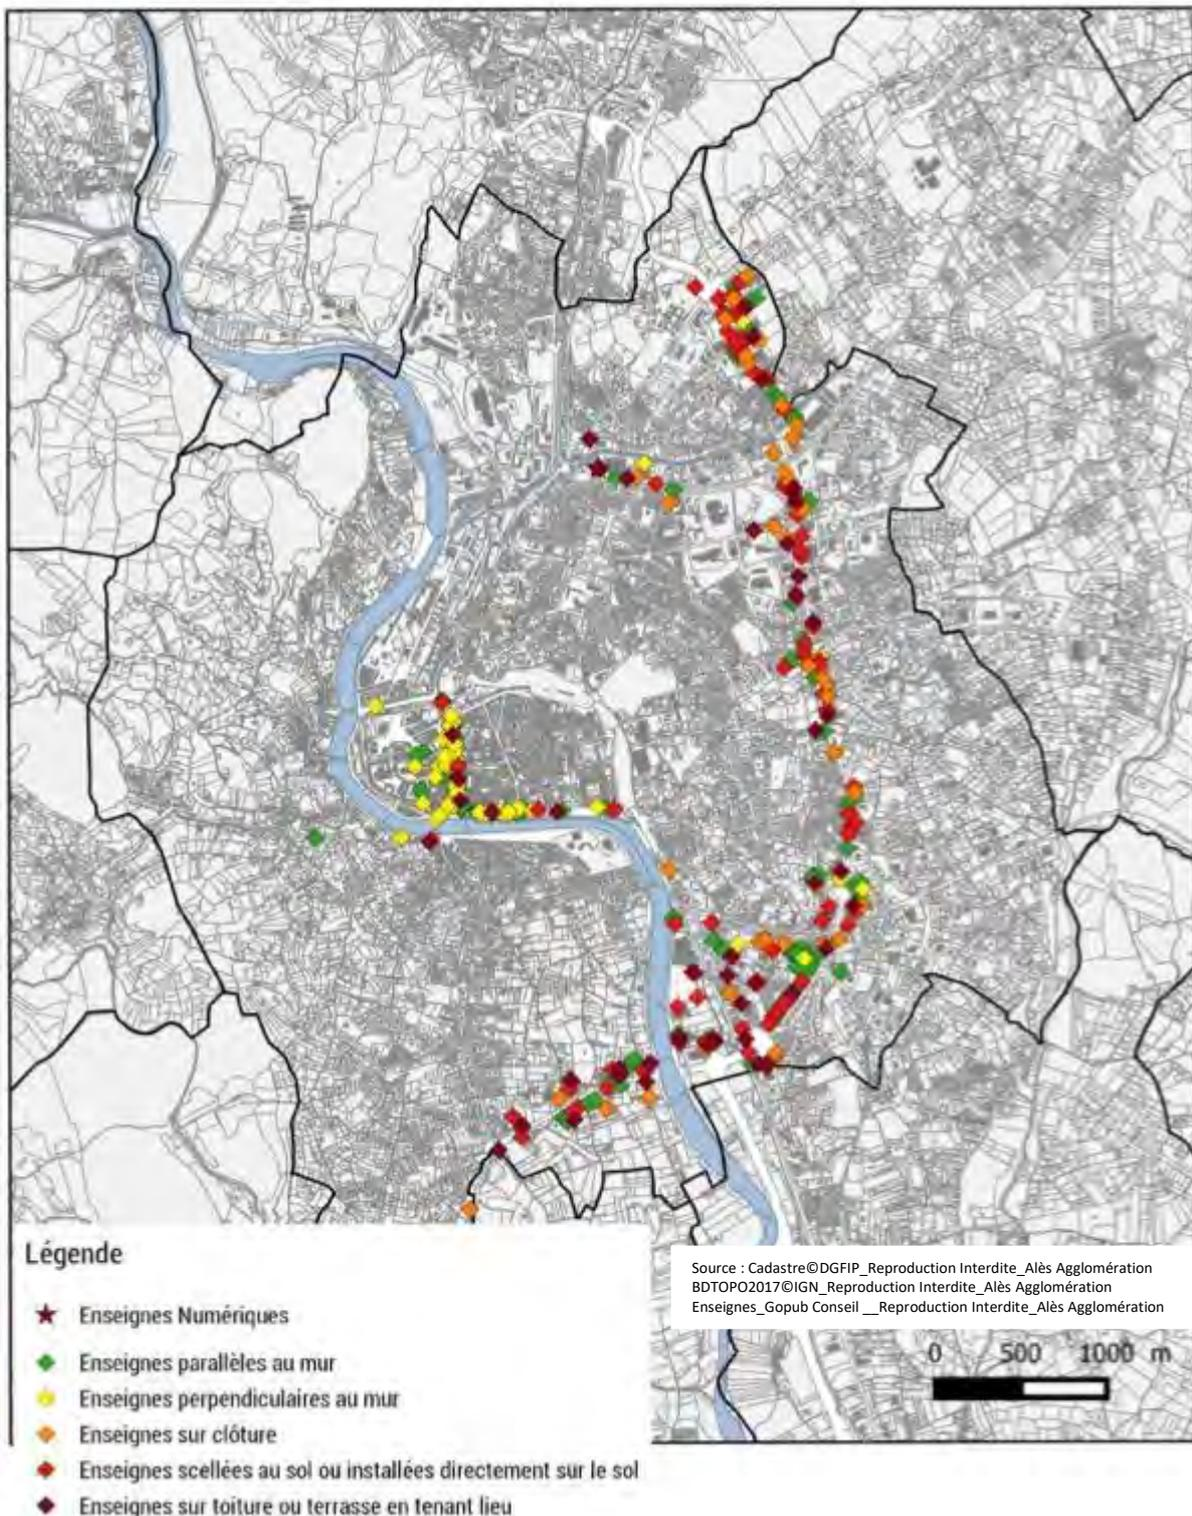 Légende
Enseignes Numériques
Enseignes parallèles au mur
Enseignes perpendiculaires au mur
Enseignes sur clôture
Enseignes scellées au sol ou installées directement sur le sol
Enseignes sur toiture ou terrasse en tenant lieu
Source : Cadastre©DGFIP_Reproduction Interdite_Alès Agglomération
BDTOPO2017©IGN_Reproduction Interdite_Alès Agglomération
Enseignes_Gopub Conseil __Reproduction Interdite_Alès Agglomération
0 500 1000 m